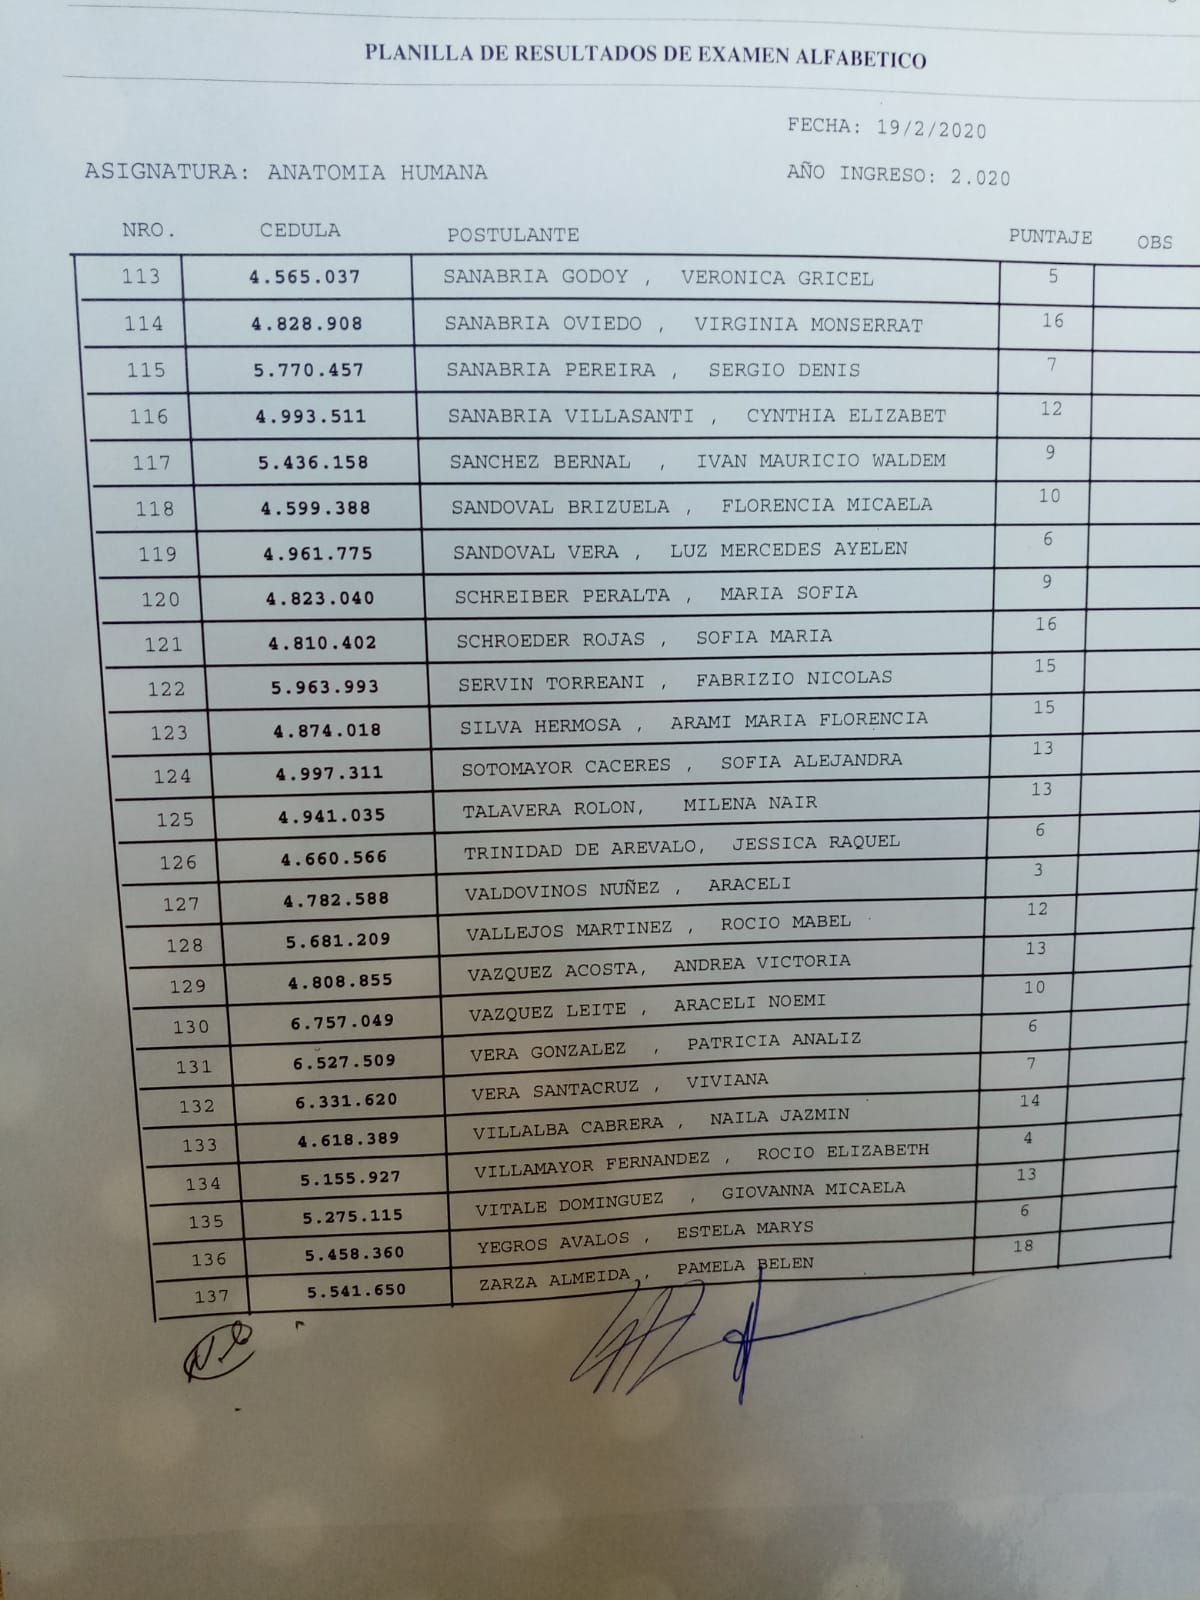 PLANILLA DE RESULTADOS DE EXAMEN ALFABETICO
FECHA: 19/2/2020
ASIGNATURA: ANATOMIA HUMANA AÑO INGRESO: 2.020
NRO. CEDULA POSTULANTE PUNTAJE OBS
113 4.565.037 SANABRIA GODOY , VERONICA GRICEL 5
114 4.828.908 SANABRIA OVIEDO , VIRGINIA MONSERRAT 16
115 5.770.457 SANABRIA PEREIRA , SERGIO DENIS 7
116 4.993.511 SANABRIA VILLASANTI , CYNTHIA ELIZABET 12
117 5.436.158 SANCHEZ BERNAL , IVAN MAURICIO WALDEM 9
118 4.599.388 SANDOVAL BRIZUELA , FLORENCIA MICAELA 10
119 4.961.775 SANDOVAL VERA , LUZ MERCEDES AYELEN 6
120 4.823.040 SCHREIBER PERALTA , MARIA SOFIA 9
121 4.810.402 SCHROEDER ROJAS , SOFIA MARIA 16
122 5.963.993 SERVIN TORREANI , FABRIZIO NICOLAS 15
123 4.874.018 SILVA HERMOSA , ARAMI MARIA FLORENCIA 15
124 4.997.311 SOTOMAYOR CACERES , SOFIA ALEJANDRA 13
125 4.941.035 TALAVERA ROLON, MILENA NAIR 13
126 4.660.566 TRINIDAD DE AREVALO, JESSICA RAQUEL 6
127 4.782.588 VALDOVINOS NUÑEZ , ARACELI 3
128 5.681.209 VALLEJOS MARTINEZ , ROCIO MABEL 12
129 4.808.855 VAZQUEZ ACOSTA, ANDREA VICTORIA 13
130 6.757.049 VAZQUEZ LEITE , ARACELI NOEMI 10
131 6.527.509 VERA GONZALEZ , PATRICIA ANALIZ 6
132 6.331.620 VERA SANTACRUZ , VIVIANA 7
133 4.618.389 VILLALBA CABRERA , NAILA JAZMIN 14
134 5.155.927 VILLAMAYOR FERNANDEZ , ROCIO ELIZABETH 4
135 5.275.115 VITALE DOMINGUEZ , GIOVANNA MICAELA 13
136 5.458.360 YEGROS AVALOS , ESTELA MARYS 6
137 5.541.650 ZARZA ALMEIDA , PAMELA BELEN 18